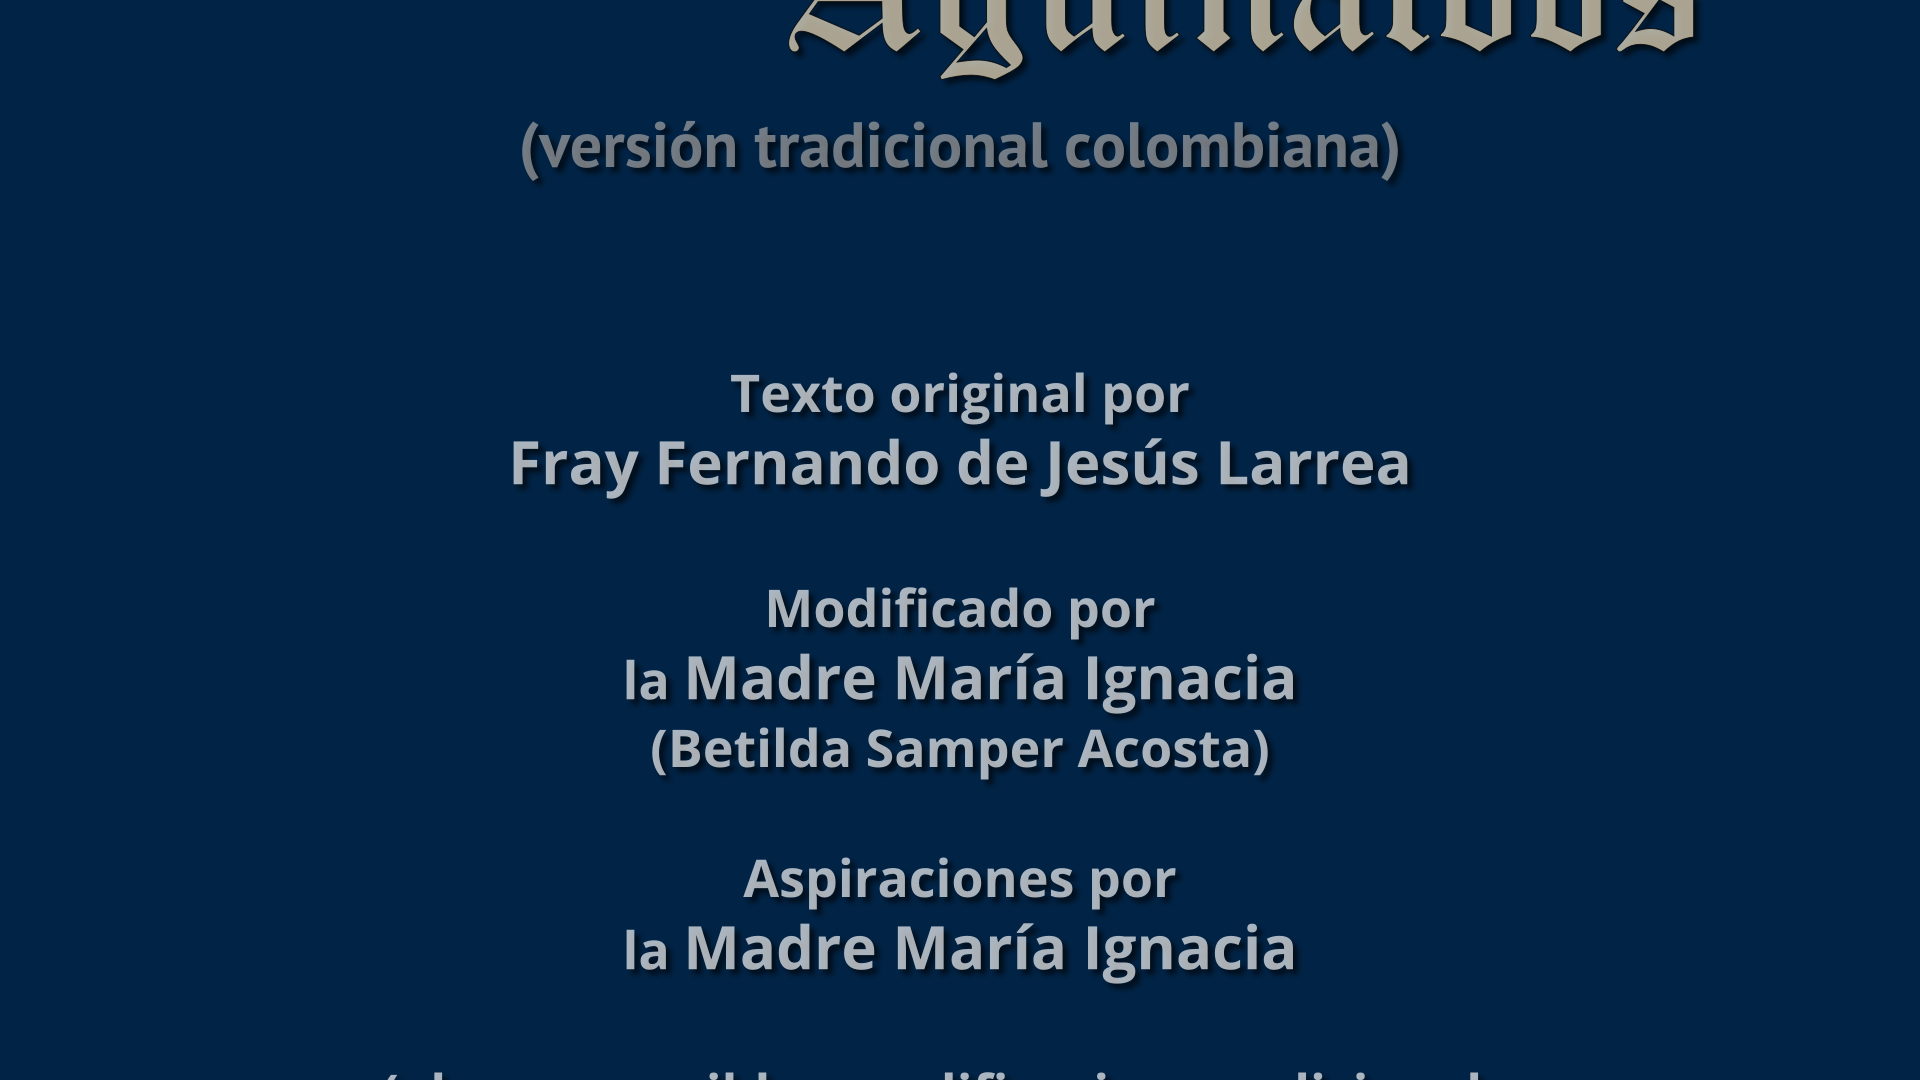 Aguinaldos
(versión tradicional colombiana)
Texto original por
Fray Fernando de Jesús Larrea
Modificado por
la Madre María Ignacia
(Betilda Samper Acosta)
Aspiraciones por
la Madre María Ignacia